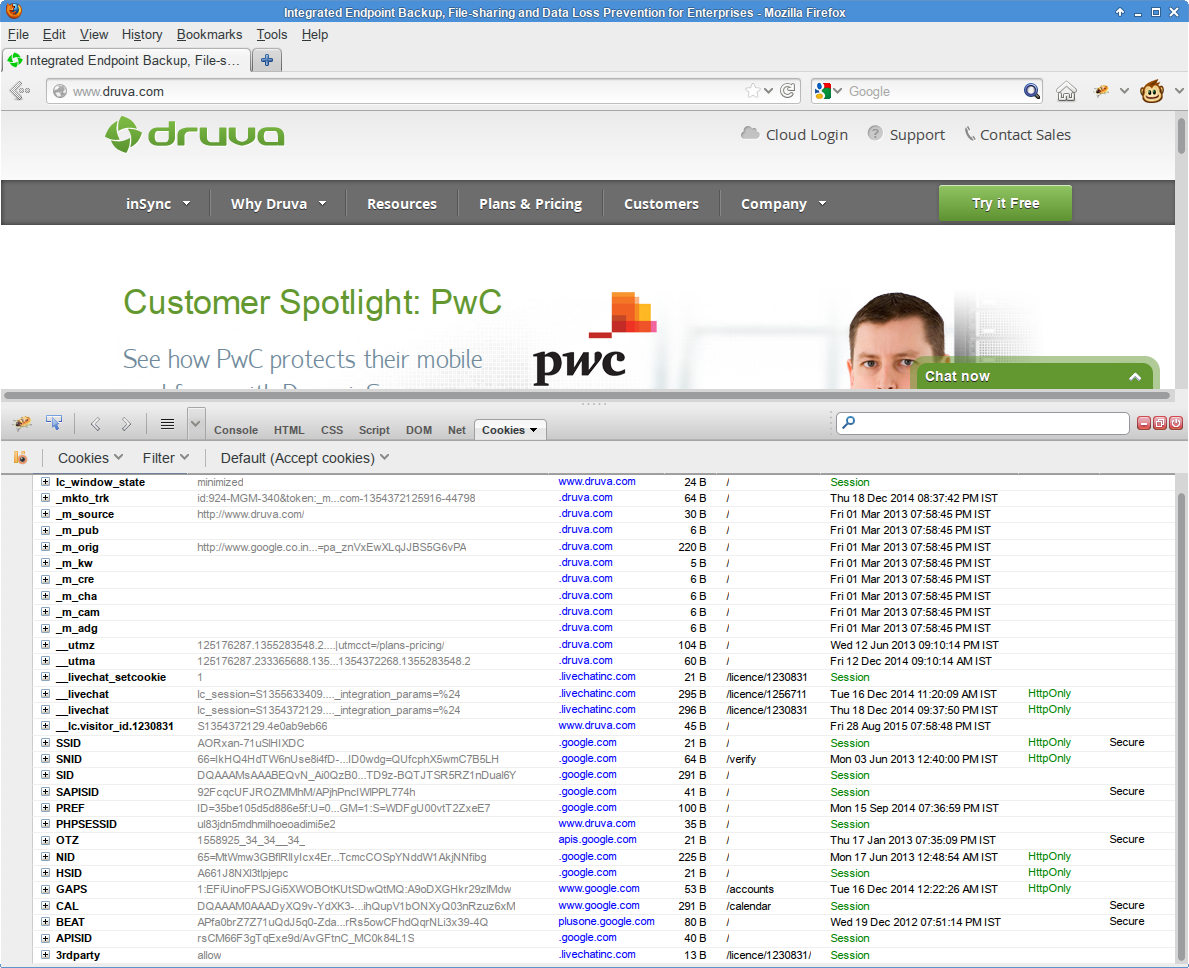 Integrated Endpoint Backup, File-sharing and Data Loss Prevention for Enterprises - Mozilla Firefox
File Edit View History Bookmarks Tools Help
Integrated Endpoint Backup, File-s...
www.druva.com Google
druva Cloud Login Support Contact Sales
inSync Why Druva Resources Plans & Pricing Customers Company Try it Free
Customer Spotlight: PwC
See how PwC protects their mobile
pwc
Chat now
Console HTML CSS Script DOM Net Cookies
Cookies Filter Default (Accept cookies)
lc_window_state minimized www.druva.com 24 B / Session
_mkto_trk id:924-MGM-340&token:_m...com-1354372125916-44798 .druva.com 64 B / Thu 18 Dec 2014 08:37:42 PM IST
_m_source http://www.druva.com/ .druva.com 30 B / Fri 01 Mar 2013 07:58:45 PM IST
_m_pub .druva.com 6 B / Fri 01 Mar 2013 07:58:45 PM IST
_m_orig http://www.google.co.in...=pa_znVxEwXLqJJBS5G6vPA .druva.com 220 B / Fri 01 Mar 2013 07:58:45 PM IST
_m_kw .druva.com 5 B / Fri 01 Mar 2013 07:58:45 PM IST
_m_cre .druva.com 6 B / Fri 01 Mar 2013 07:58:45 PM IST
_m_cha .druva.com 6 B / Fri 01 Mar 2013 07:58:45 PM IST
_m_cam .druva.com 6 B / Fri 01 Mar 2013 07:58:45 PM IST
_m_adg .druva.com 6 B / Fri 01 Mar 2013 07:58:45 PM IST
__utmz 125176287.1355283548.2....|utmcct=/plans-pricing/ .druva.com 104 B / Wed 12 Jun 2013 09:10:14 PM IST
__utma 125176287.233365688.135...1354372268.1355283548.2 .druva.com 60 B / Fri 12 Dec 2014 09:10:14 AM IST
__livechat_setcookie 1 .livechatinc.com 21 B /licence/1230831 Session
__livechat lc_session=S1355633409...._integration_params=%24 .livechatinc.com 295 B /licence/1256711 Tue 16 Dec 2014 11:20:09 AM IST HttpOnly
__livechat lc_session=S1354372129...._integration_params=%24 .livechatinc.com 296 B /licence/1230831 Thu 18 Dec 2014 09:37:50 PM IST HttpOnly
__lc.visitor_id.1230831 S1354372129.4e0ab9eb66 www.druva.com 45 B / Fri 28 Aug 2015 07:58:48 PM IST
SSID AORxan-71uSlHIXDC .google.com 21 B / Session HttpOnly Secure
SNID 66=IkHQ4HdTW6nUse8i4fD-...ID0wdg=QUfcphX5wmC7B5LH .google.com 64 B /verify Mon 03 Jun 2013 12:40:00 PM IST HttpOnly
SID DQAAAMsAAABEQvN_Ai0QzB0...TD9z-BQTJTSR5RZ1nDual6Y .google.com 291 B / Session
SAPISID 92FcqcUFJROZMMhM/APjhPncIWlPPL774h .google.com 41 B / Session Secure
PREF ID=35be105d5d886e5f:U=0...GM=1:S=WDFgU00vtT2ZxeE7 .google.com 100 B / Mon 15 Sep 2014 07:36:59 PM IST
PHPSESSID ul83jdn5mdhmilhoeoadimi5e2 www.druva.com 35 B / Session
OTZ 1558925_34_34__34_ apis.google.com 21 B / Thu 17 Jan 2013 07:35:09 PM IST Secure
NID 65=MtWmw3GBflRIlyIcx4Er...TcmcCOSpYNddW1AkjNNfibg .google.com 225 B / Mon 17 Jun 2013 12:48:54 AM IST HttpOnly
HSID A661J8NXl3tlpjepc .google.com 21 B / Session HttpOnly
GAPS 1:EFiUinoFPSJGi5XWOBOtKUtSDwQtMQ:A9oDXGHkr29zIMdw www.google.com 53 B /accounts Tue 16 Dec 2014 12:22:26 AM IST HttpOnly
CAL DQAAAM0AAADyXQ9v-YdXK3-...ihQupV1bONXyQ03nRzuz6xM www.google.com 291 B /calendar Session Secure
BEAT APfa0brZ7Z71uQdJ5q0-Zda...rRs5owCFhdQqrNLi3x39-4Q plusone.google.com 80 B / Wed 19 Dec 2012 07:51:14 PM IST Secure
APISID rsCM66F3gTqExe9d/AvGFtnC_MC0k84L1S .google.com 40 B / Session
3rdparty allow .livechatinc.com 13 B /licence/1230831/ Session